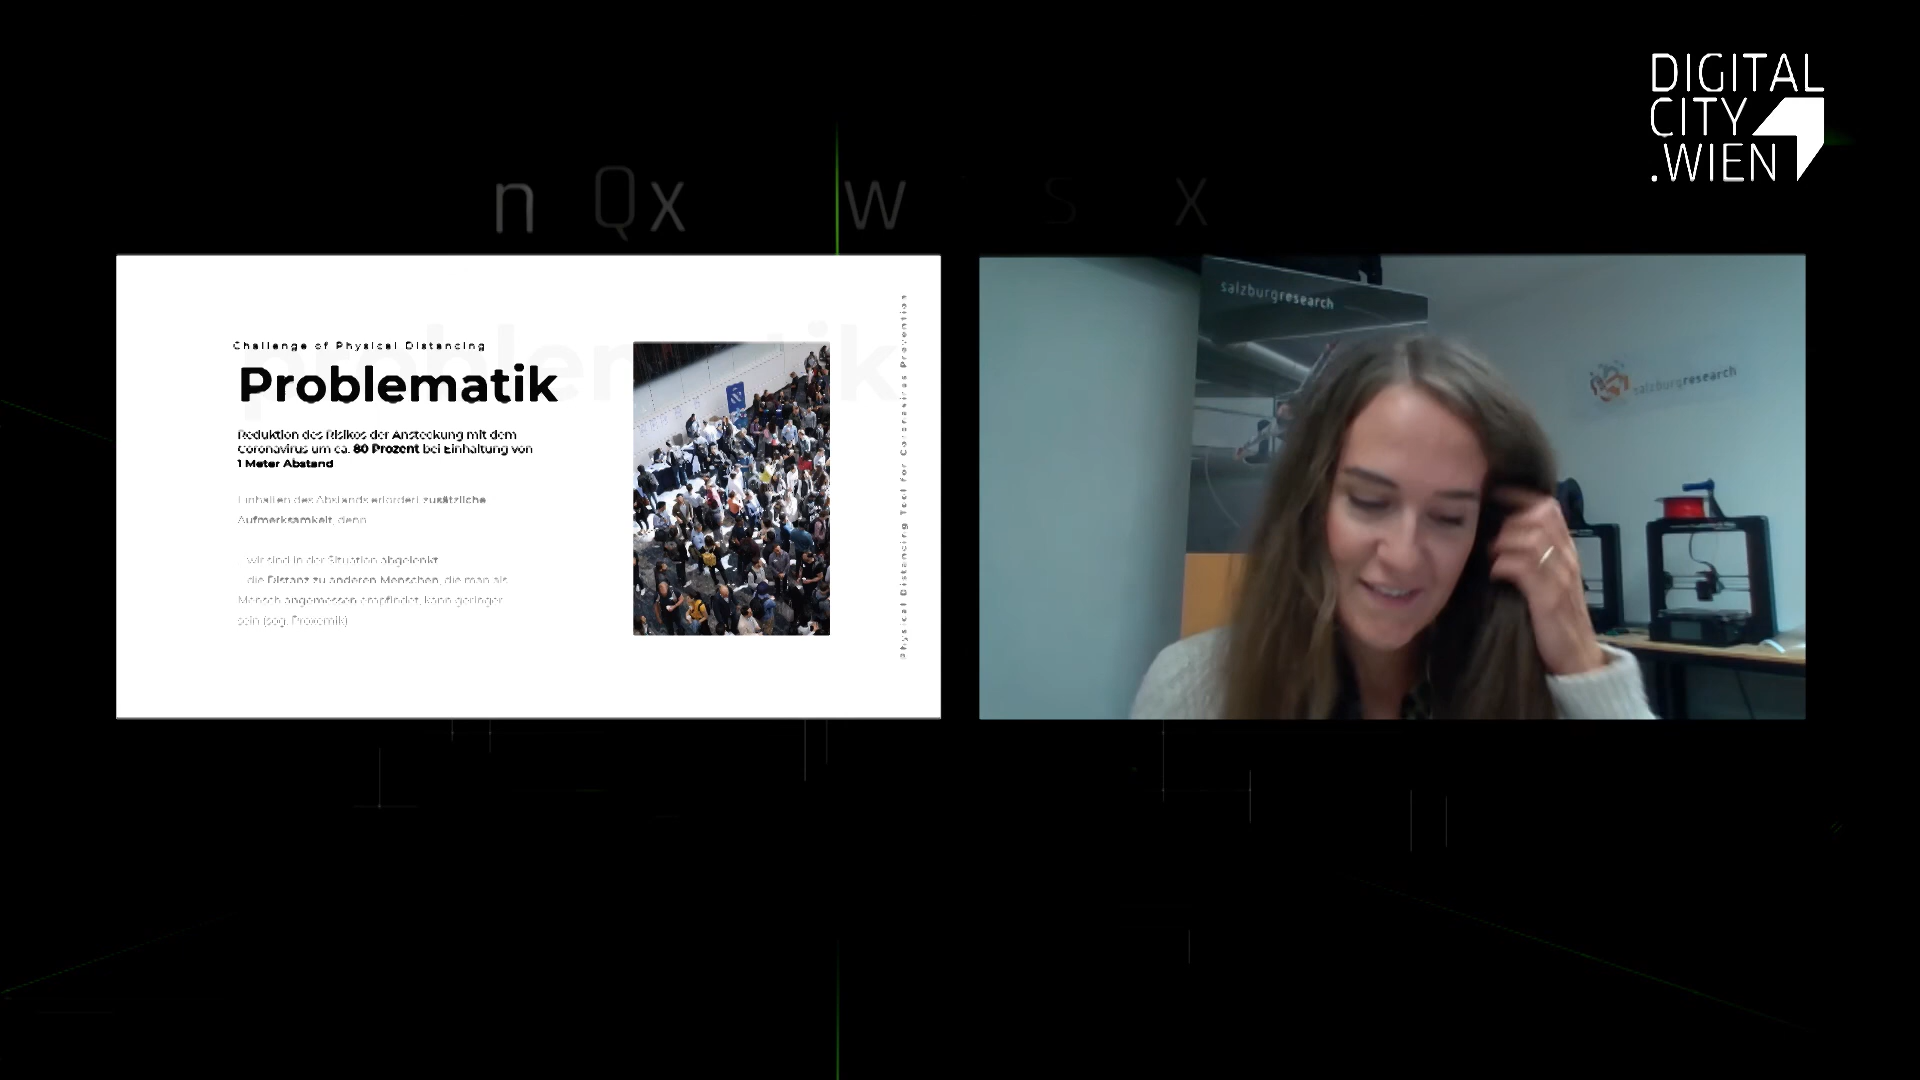 DIGITAL
CITY
.WIEN
n Qx w S X
problematik
Challenge of Physical Distancing
Problematik
Reduktion des Risikos der Ansteckung mit dem
Coronavirus um ca. 80 Prozent bei Einhaltung von
1 Meter Abstand
Einhalten des Abstands erfordert zusätzliche
Aufmerksamkeit, denn
wir sind in der Situation abgelenkt
die Distanz zu anderen Menschen, die man als
Mensch angemessen empfindet, kann geringer
sein (sog. Proxemik)
Physical Distancing Tool for Coronavirus Prevention
salzburgresearch
salzburgresearch